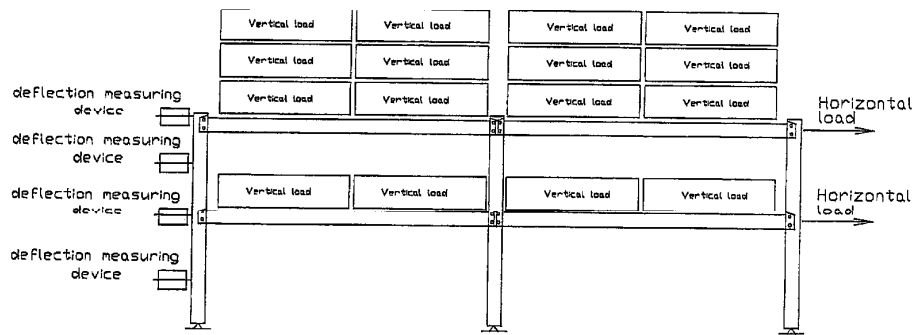 Vertical load Vertical load Vertical load Vertical load
Vertical load Vertical load Vertical load Vertical load
deflection measuring
device
Vertical load Vertical load Vertical load Vertical load
Horizontal
load
deflection measuring
device
deflection measuring
device
Vertical load Vertical load Vertical load Vertical load
Horizontal
load
deflection measuring
device